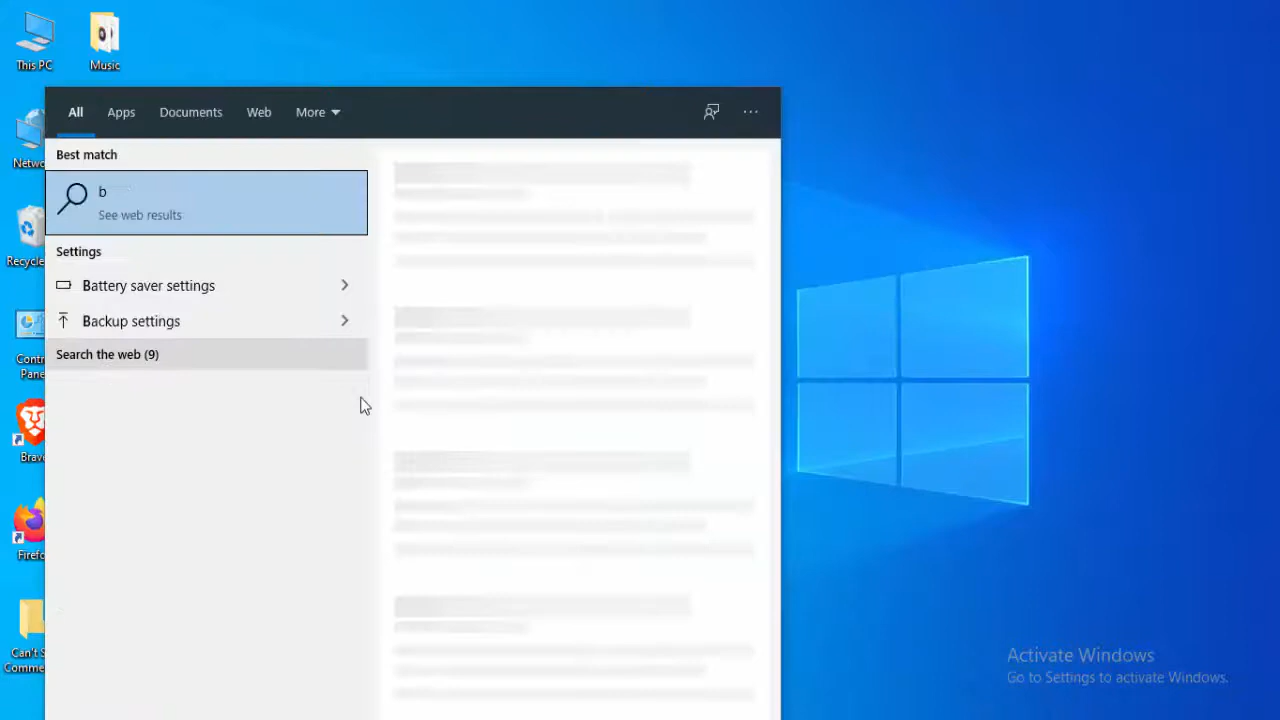 This PC
Music
All
Apps
Documents
Web
More
Best match
b
See web results
Settings
Battery saver settings
Backup settings
Search the web (9)
Netwo
Recycle
Contr
Pane
Brave
Firefo
Can't S
Comme
Activate Windows
Go to Settings to activate Windows.